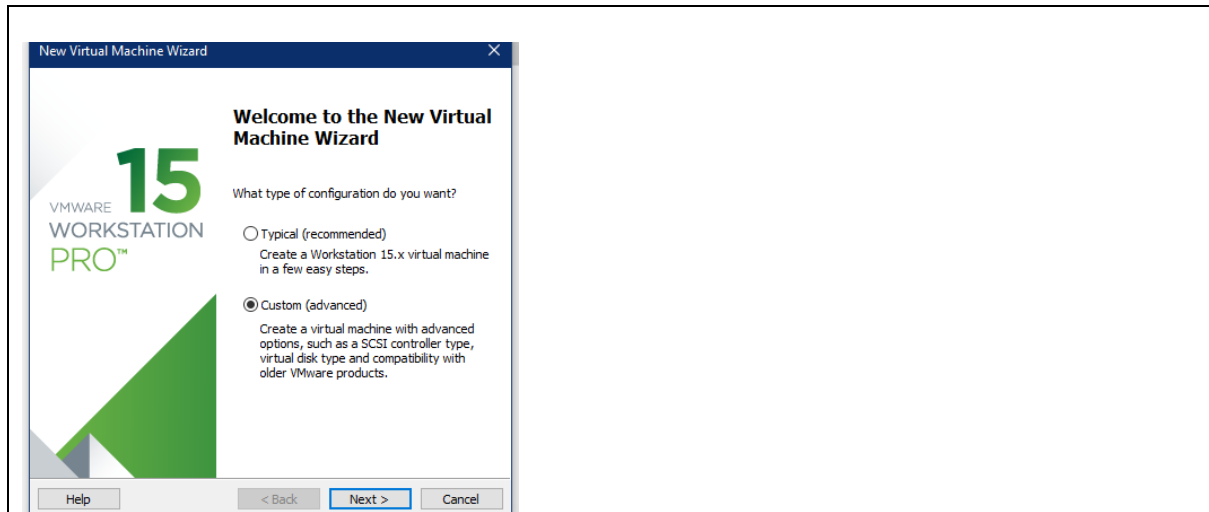 New Virtual Machine Wizard
Welcome to the New Virtual
Machine Wizard
15
VMWARE
WORKSTATION
PRO™
What type of configuration do you want?
Typical (recommended)
Create a Workstation 15.x virtual machine
in a few easy steps.
Custom (advanced)
Create a virtual machine with advanced
options, such as a SCSI controller type,
virtual disk type and compatibility with
older VMware products.
Help
< Back
Next >
Cancel